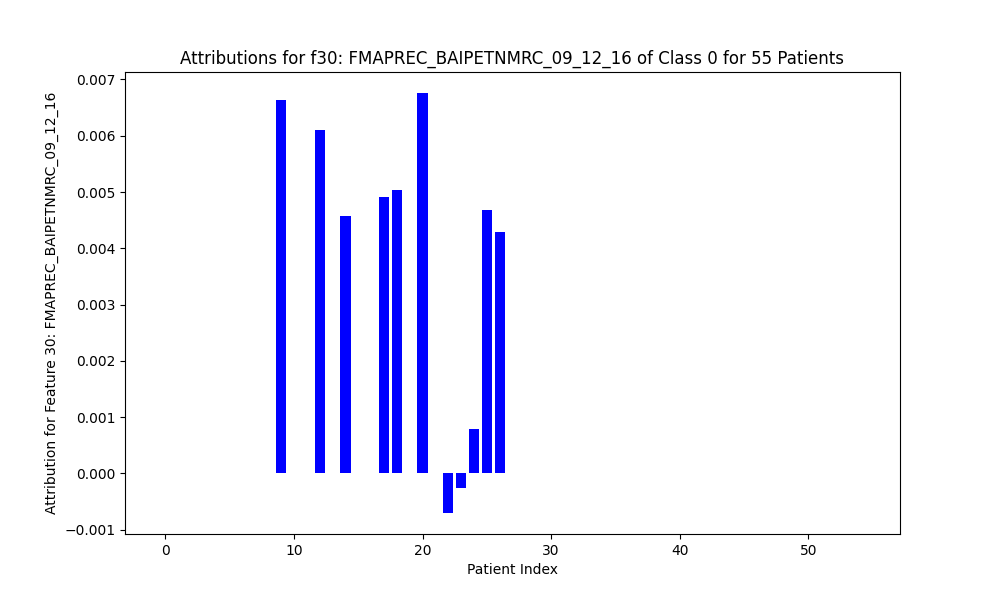 Attributions for f30: FMAPREC_BAIPETNMRC_09_12_16 of Class 0 for 55 Patients
Attribution for Feature 30: FMAPREC_BAIPETNMRC_09_12_16
0.007
0.006
0.005
0.004
0.003
0.002
0.001
0.000
−0.001
0 10 20 30 40 50
Patient Index